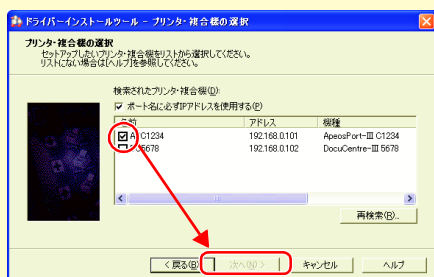 ドライバーインストールツール - プリンタ・複合機の選択
プリンタ・複合機の選択
セットアップしたいプリンタ・複合機をリストから選択してください。
リストにない場合は[ヘルプ]を参照してください。
検索されたプリンタ・複合機(D):
ポート名に必ずIPアドレスを使用する(P)
名前 アドレス 機種
C1234 192.168.0.101 ApeosPort-III C1234
5678 192.168.0.102 DocuCentre-III 5678
再検索(R)...
< 戻る(B) 次へ(N) > キャンセル ヘルプ